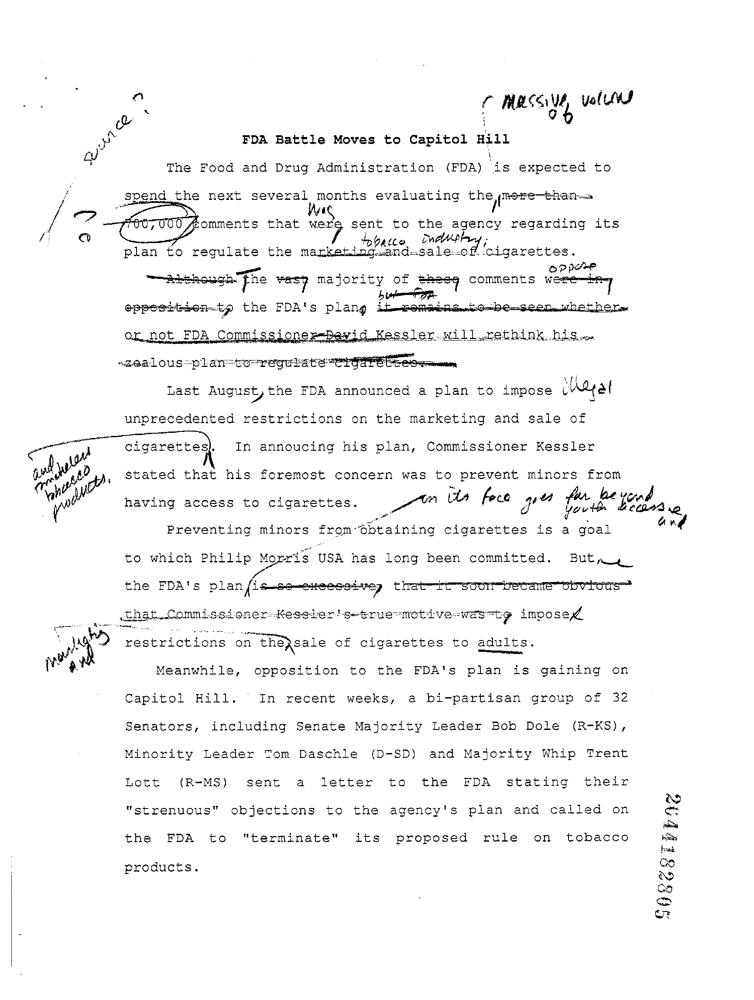 source?
massive volume
of
FDA Battle Moves to Capitol Hill
The Food and Drug Administration (FDA) is expected to
spend the next several months evaluating the more than
??
was
700,000 comments that were sent to the agency regarding its
tobacco industry;
plan to regulate the marketing and sale of cigarettes.
oppose
Although The vast majority of these comments were in
but FDA
opposition to the FDA's plan, it remains to be seen whether
or not FDA Commissioner David Kessler will rethink his
zealous plan to regulate cigarettes.
Last August, the FDA announced a plan to impose illegal
unprecedented restrictions on the marketing and sale of
cigarettes. In annoucing his plan, Commissioner Kessler
and smokeless tobacco products,
stated that his foremost concern was to prevent minors from
having access to cigarettes.
on its face goes far beyond
youth access
and
Preventing minors from obtaining cigarettes is a goal
to which Philip Morris USA has long been committed. But
the FDA's plan is so excessive, that it soon became obvious
that Commissioner Kessler's true motive was to impose
marketing and
restrictions on the sale of cigarettes to adults.
Meanwhile, opposition to the FDA's plan is gaining on
Capitol Hill. In recent weeks, a bi-partisan group of 32
Senators, including Senate Majority Leader Bob Dole (R-KS),
Minority Leader Tom Daschle (D-SD) and Majority Whip Trent
Lott (R-MS) sent a letter to the FDA stating their
"strenuous" objections to the agency's plan and called on
the FDA to "terminate" its proposed rule on tobacco
products.
2044182805